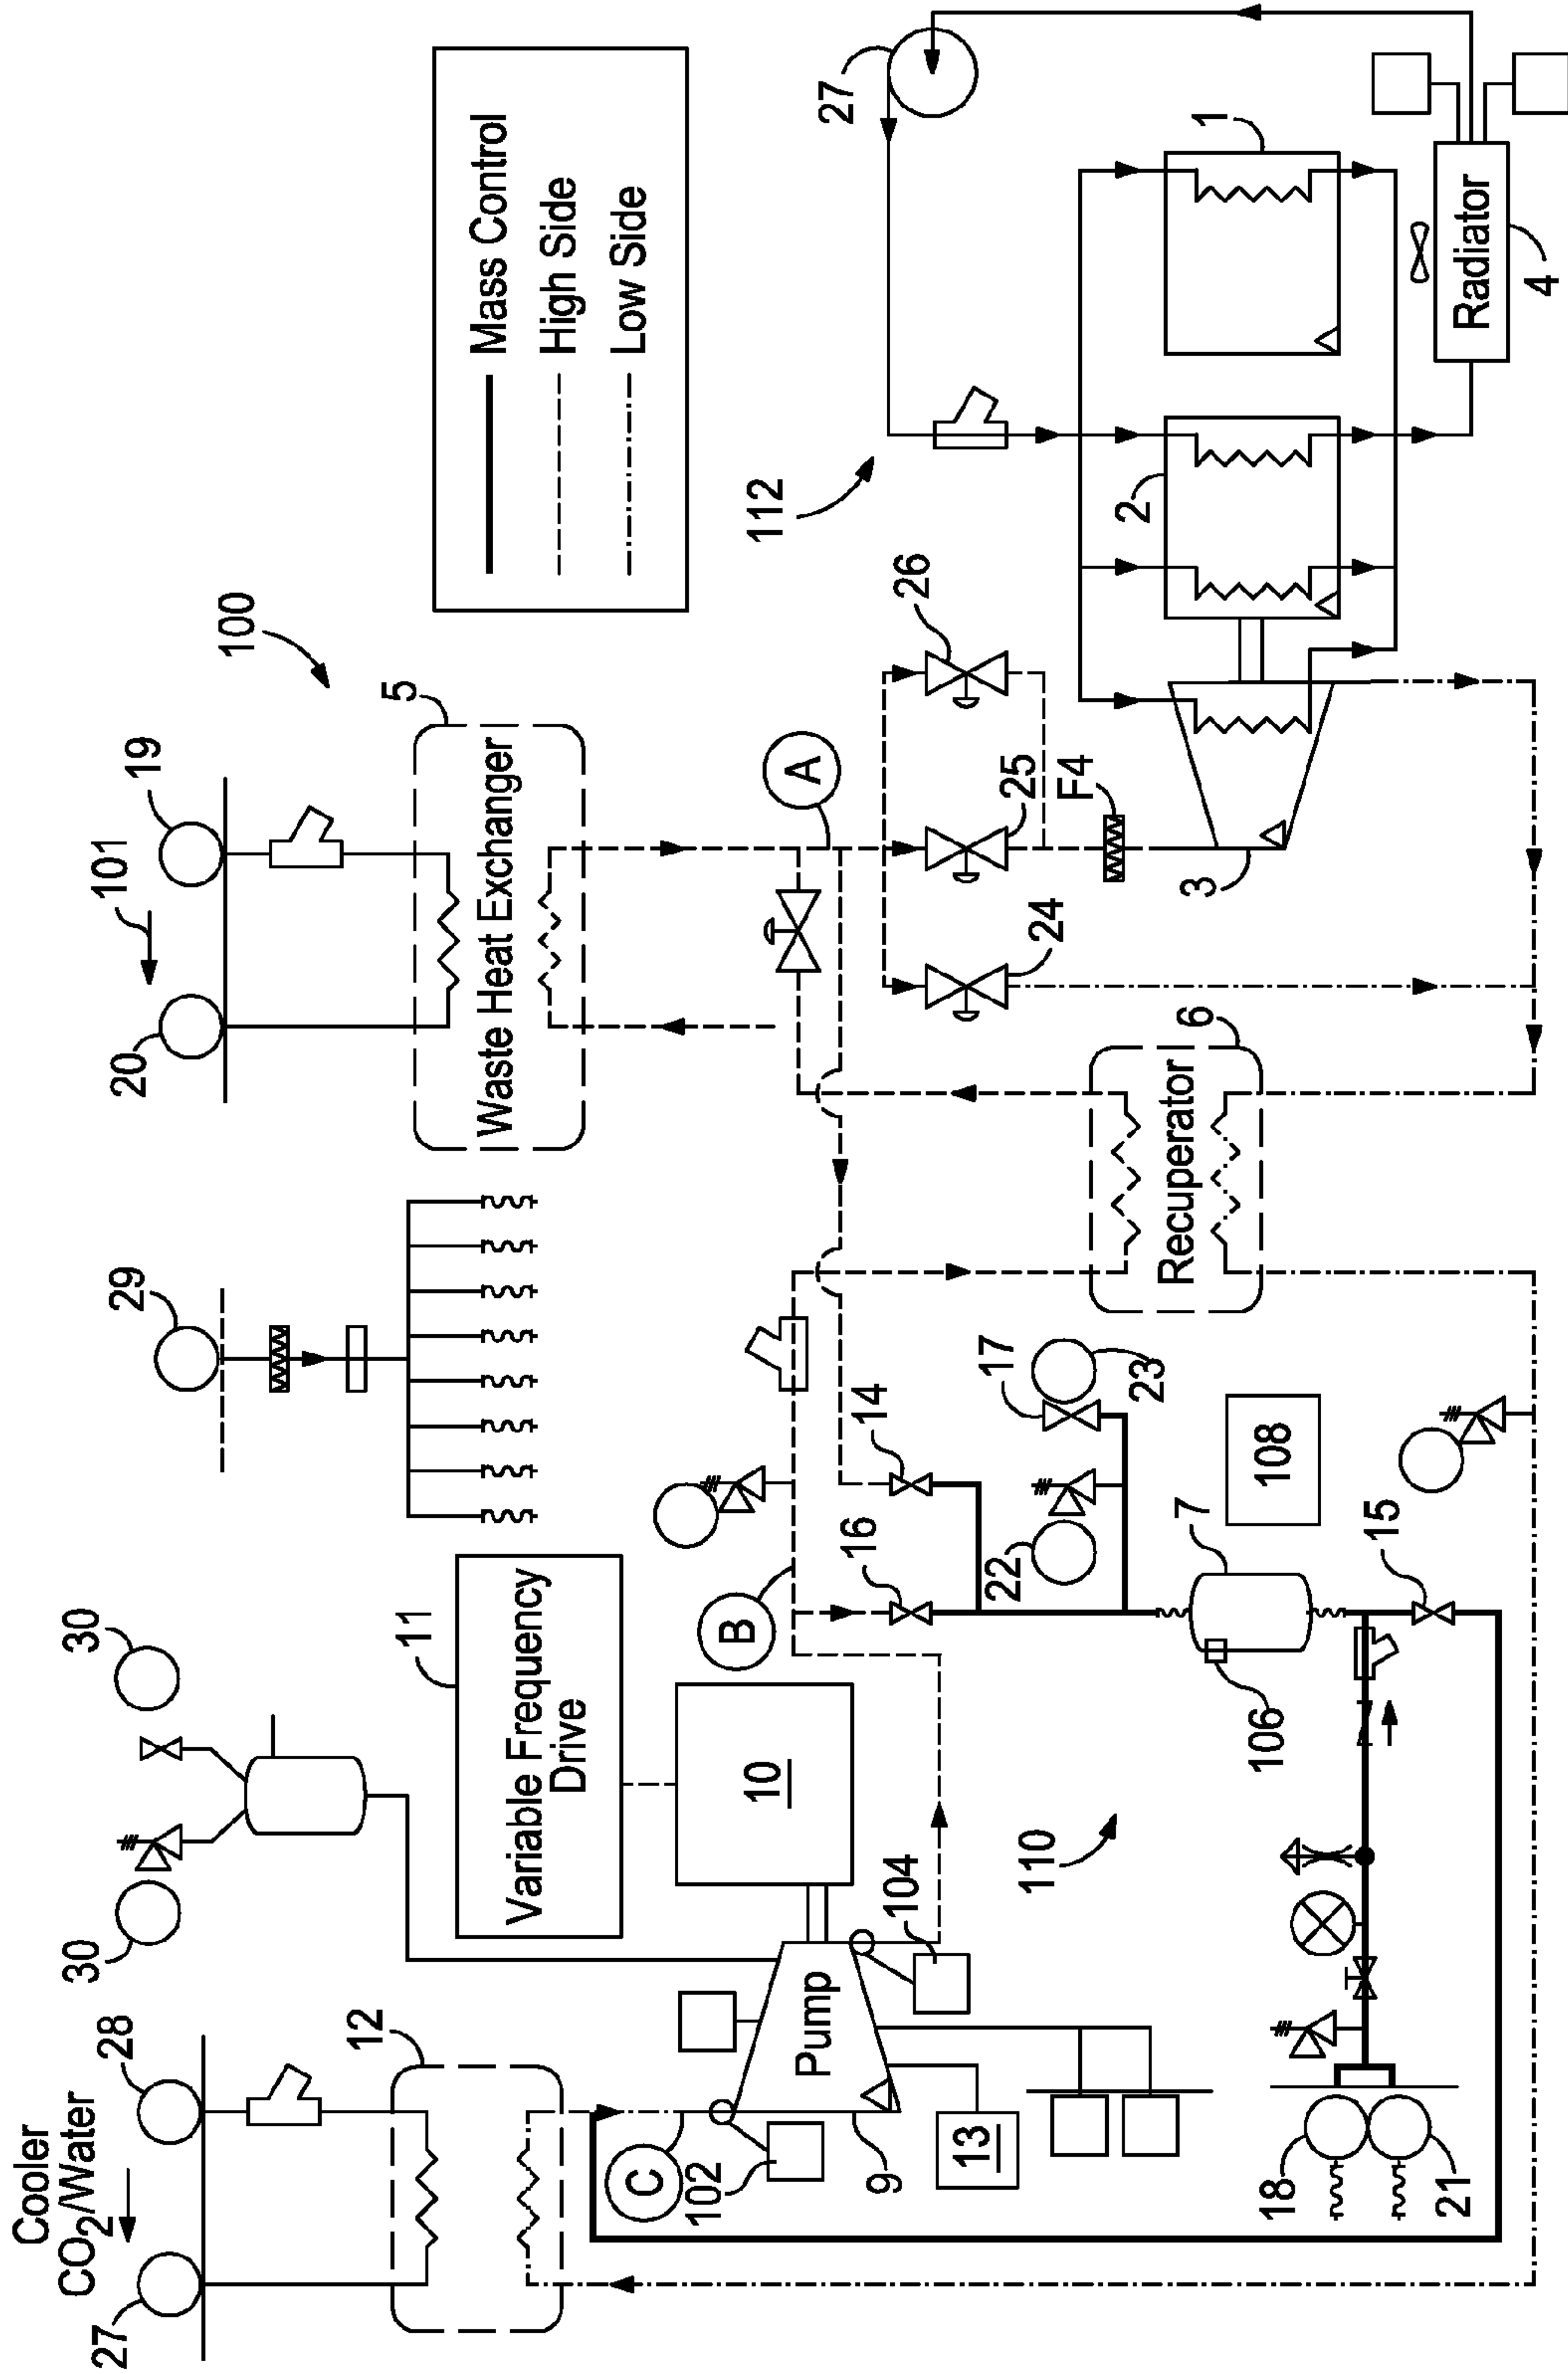 Cooler
CO2/Water
27
28
30
30
29
20
101
19
100
12
11
Variable Frequency
Drive
5
Waste Heat Exchanger
Mass Control
High Side
Low Side
C
102
Pump
9
13
104
10
B
A
112
27
16
14
24
25
26
F4
110
22
17
23
2
1
3
Recuperator
6
7
108
106
15
18
21
Radiator
4